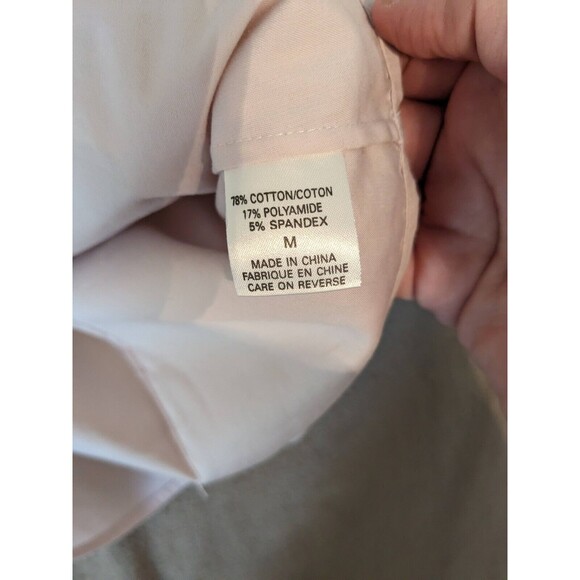 78% COTTON/COTON
17% POLYAMIDE
5% SPANDEX
M
MADE IN CHINA
FABRIQUE EN CHINE
CARE ON REVERSE